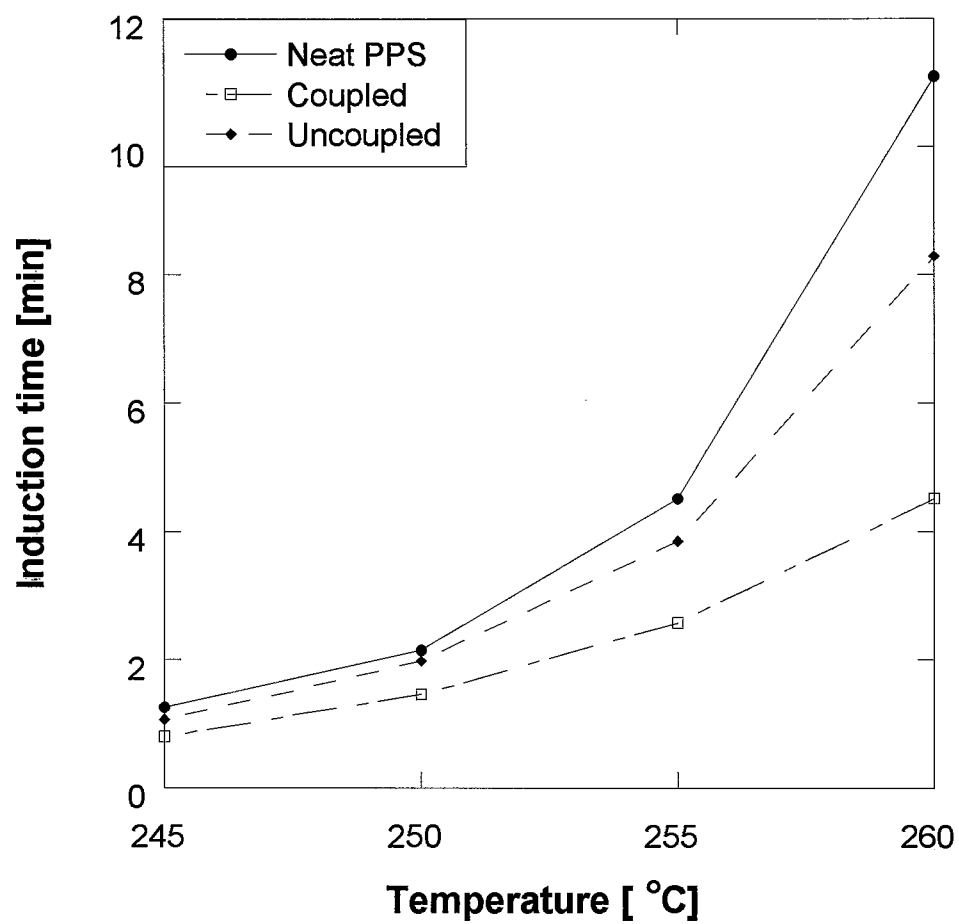 12
10
8
6
4
2
0
Neat PPS
Coupled
Uncoupled
Induction time [min]
245 250 255 260
Temperature [ °C]